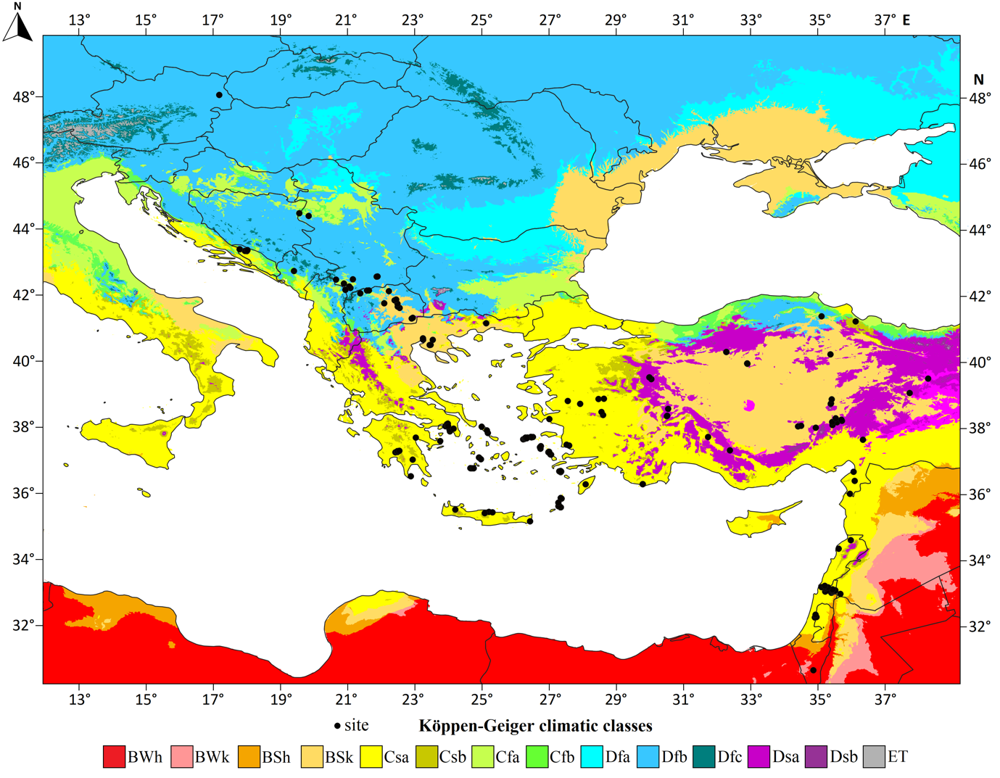 N
13° 15° 17° 19° 21° 23° 25° 27° 29° 31° 33° 35° 37° E
N
48° 48°
46° 46°
44° 44°
42° 42°
40° 40°
38° 38°
36° 36°
34° 34°
32° 32°
13° 15° 17° 19° 21° 23° 25° 27° 29° 31° 33° 35° 37°
site Köppen-Geiger climatic classes
BWh BWk BSh BSk Csa Csb Cfa Cfb Dfa Dfb Dfc Dsa Dsb ET